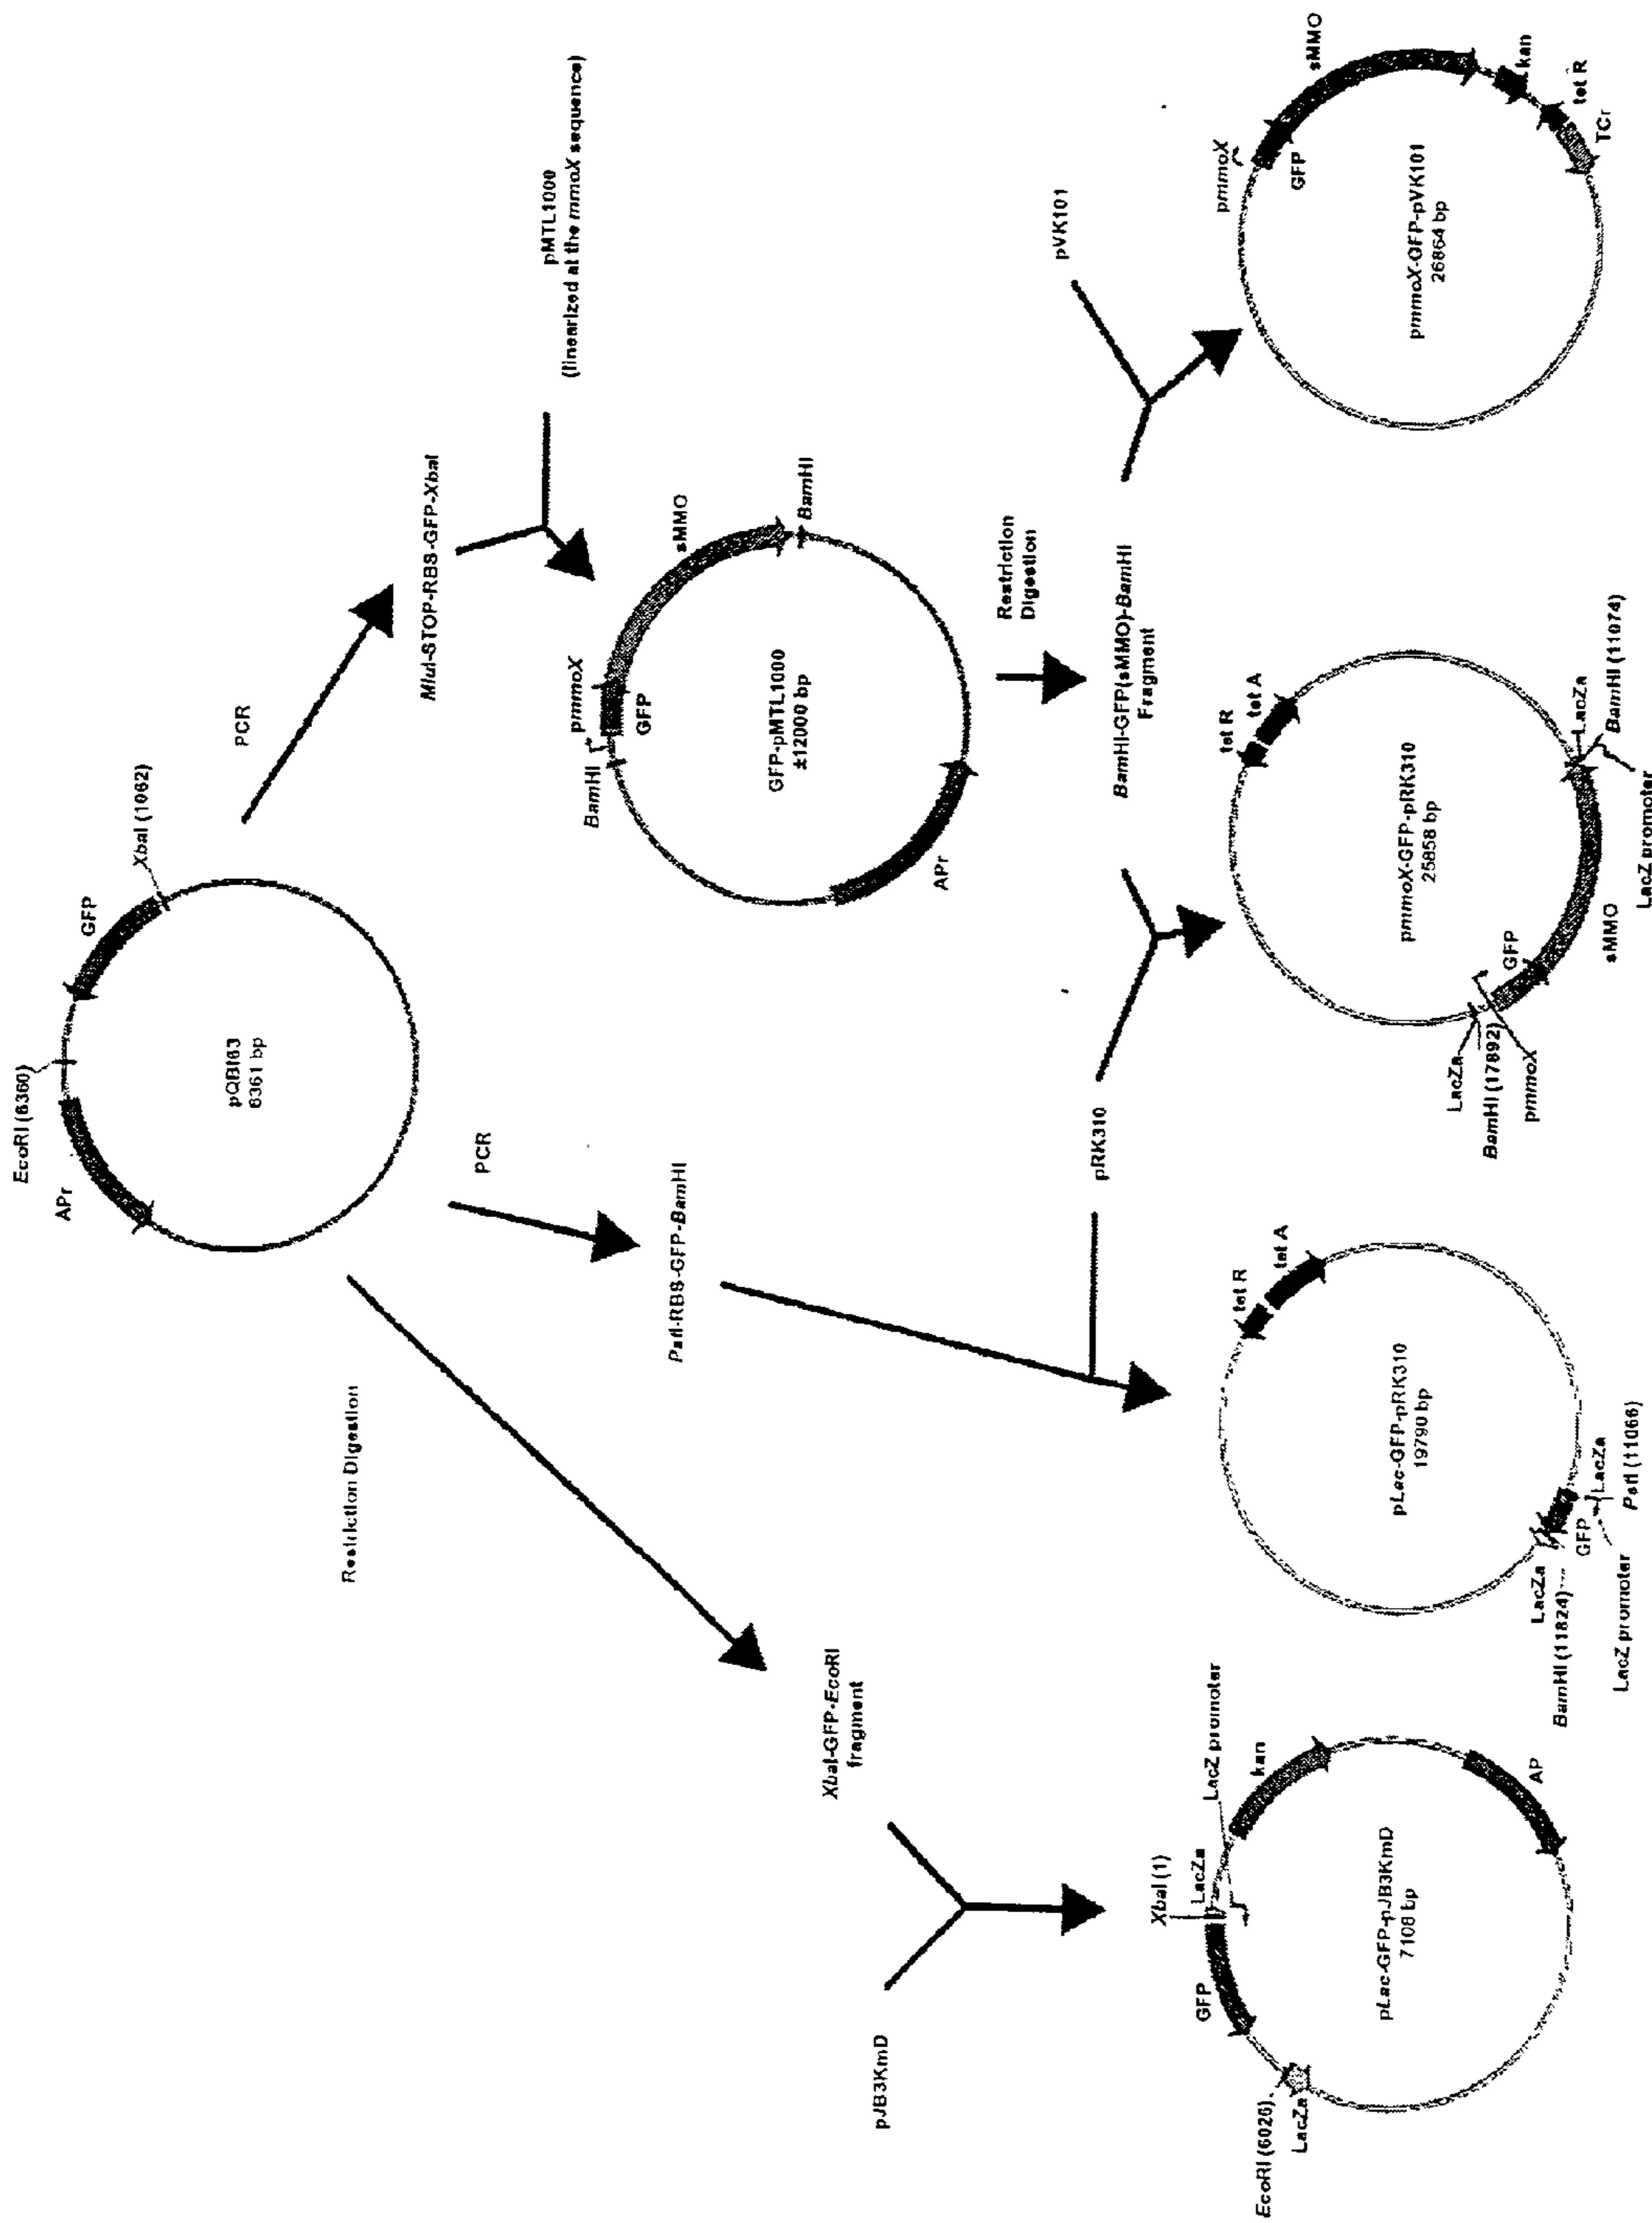 EcoRI (6360)
APr
GFP
XbaI (1062)
pQBI63
6361 bp
Restriction Digestion
PCR
PCR
PstI-RBS-GFP-BamHI
MluI-STOP-RBS-GFP-XbaI
pMTL1000
(linearized at the mmoX sequence)
XbaI-GFP-EcoRI
fragment
BamHI
pmmoX
GFP
sMMO
BamHI
GFP-pMTL1000
±12000 bp
APr
Restriction
Digestion
BamHI-GFP(sMMO)-BamHI
Fragment
pJB3KmD
pRK310
pVK101
XbaI (1)
LacZa
LacZ promoter
GFP
kan
EcoRI (6026)
LacZa
pLac-GFP-pJB3KmD
7108 bp
AP
tet R
tet A
pLac-GFP-pRK310
19790 bp
LacZa
BamHI (11824)
GFP
LacZa
PstI (11066)
LacZ promoter
tet R
tet A
pmmoX-GFP-pRK310
25858 bp
LacZa
BamHI (17892)
pmmoX
GFP
sMMO
LacZa
BamHI (11074)
LacZ promoter
pmmoX
GFP
sMMO
kan
tet R
TCr
pmmoX-GFP-pVK101
26864 bp